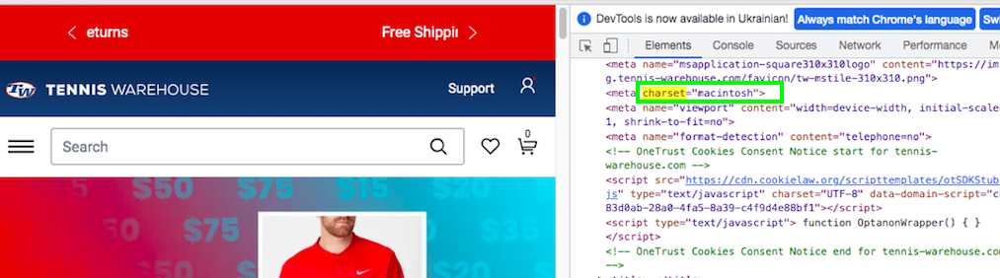 eturns
Free Shippin
TW TENNIS WAREHOUSE
Support
Search
0
$50 $75 $15 $20
$75
$50
DevTools is now available in Ukrainian!
Always match Chrome's language
Swi
Elements Console Sources Network Performance M
<meta name="msapplication-square310x310logo" content="https://im
g.tennis-warehouse.com/favicon/tw-mstile-310x310.png">
<meta charset="macintosh">
<meta name="viewport" content="width=device-width, initial-scale
1, shrink-to-fit=no">
<meta name="format-detection" content="telephone=no">
<!-- OneTrust Cookies Consent Notice start for tennis-
warehouse.com -->
<script src="https://cdn.cookielaw.org/scripttemplates/otSDKStub
js" type="text/javascript" charset="UTF-8" data-domain-script="c
83d0ab-28a0-4fa5-8a39-c4f9d4e88bf1"></script>
<script type="text/javascript"> function OptanonWrapper() { }
</script>
<!-- OneTrust Cookies Consent Notice end for tennis-warehouse.com
-->